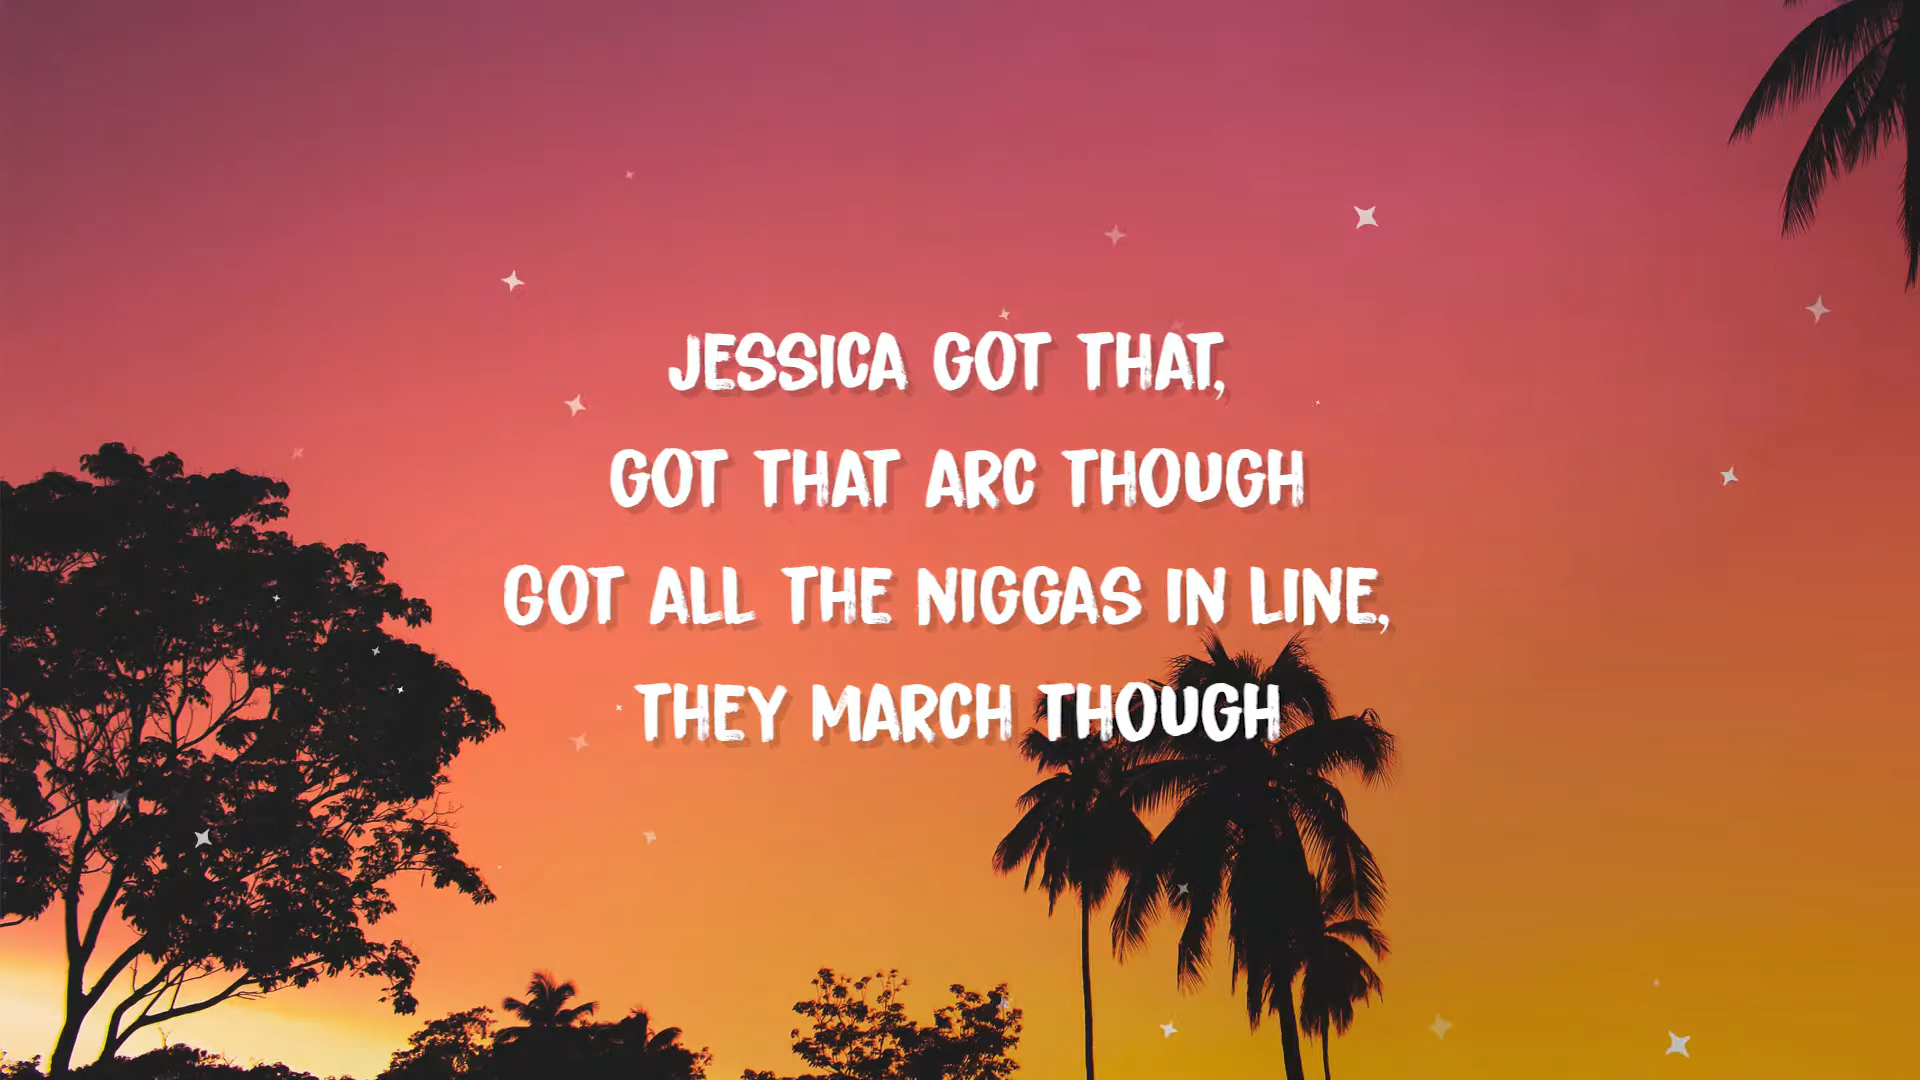 JESSICA GOT THAT,
GOT THAT ARC THOUGH
GOT ALL THE NIGGAS IN LINE,
THEY MARCH THOUGH